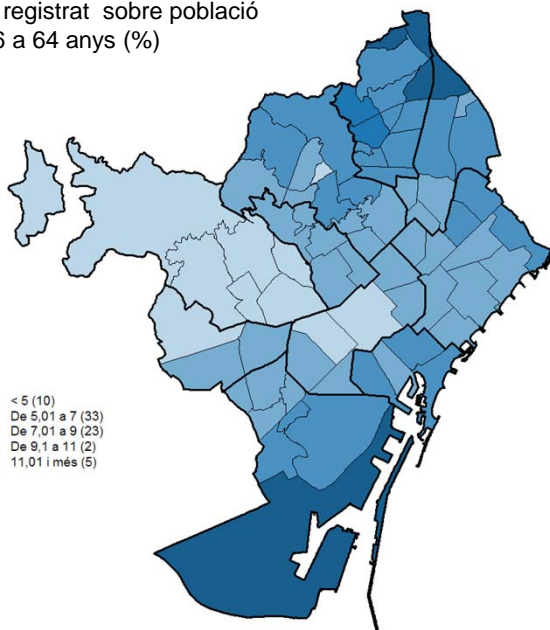 registrat sobre població
6 a 64 anys (%)
< 5 (10)
De 5,01 a 7 (33)
De 7,01 a 9 (23)
De 9,1 a 11 (2)
11,01 i més (5)